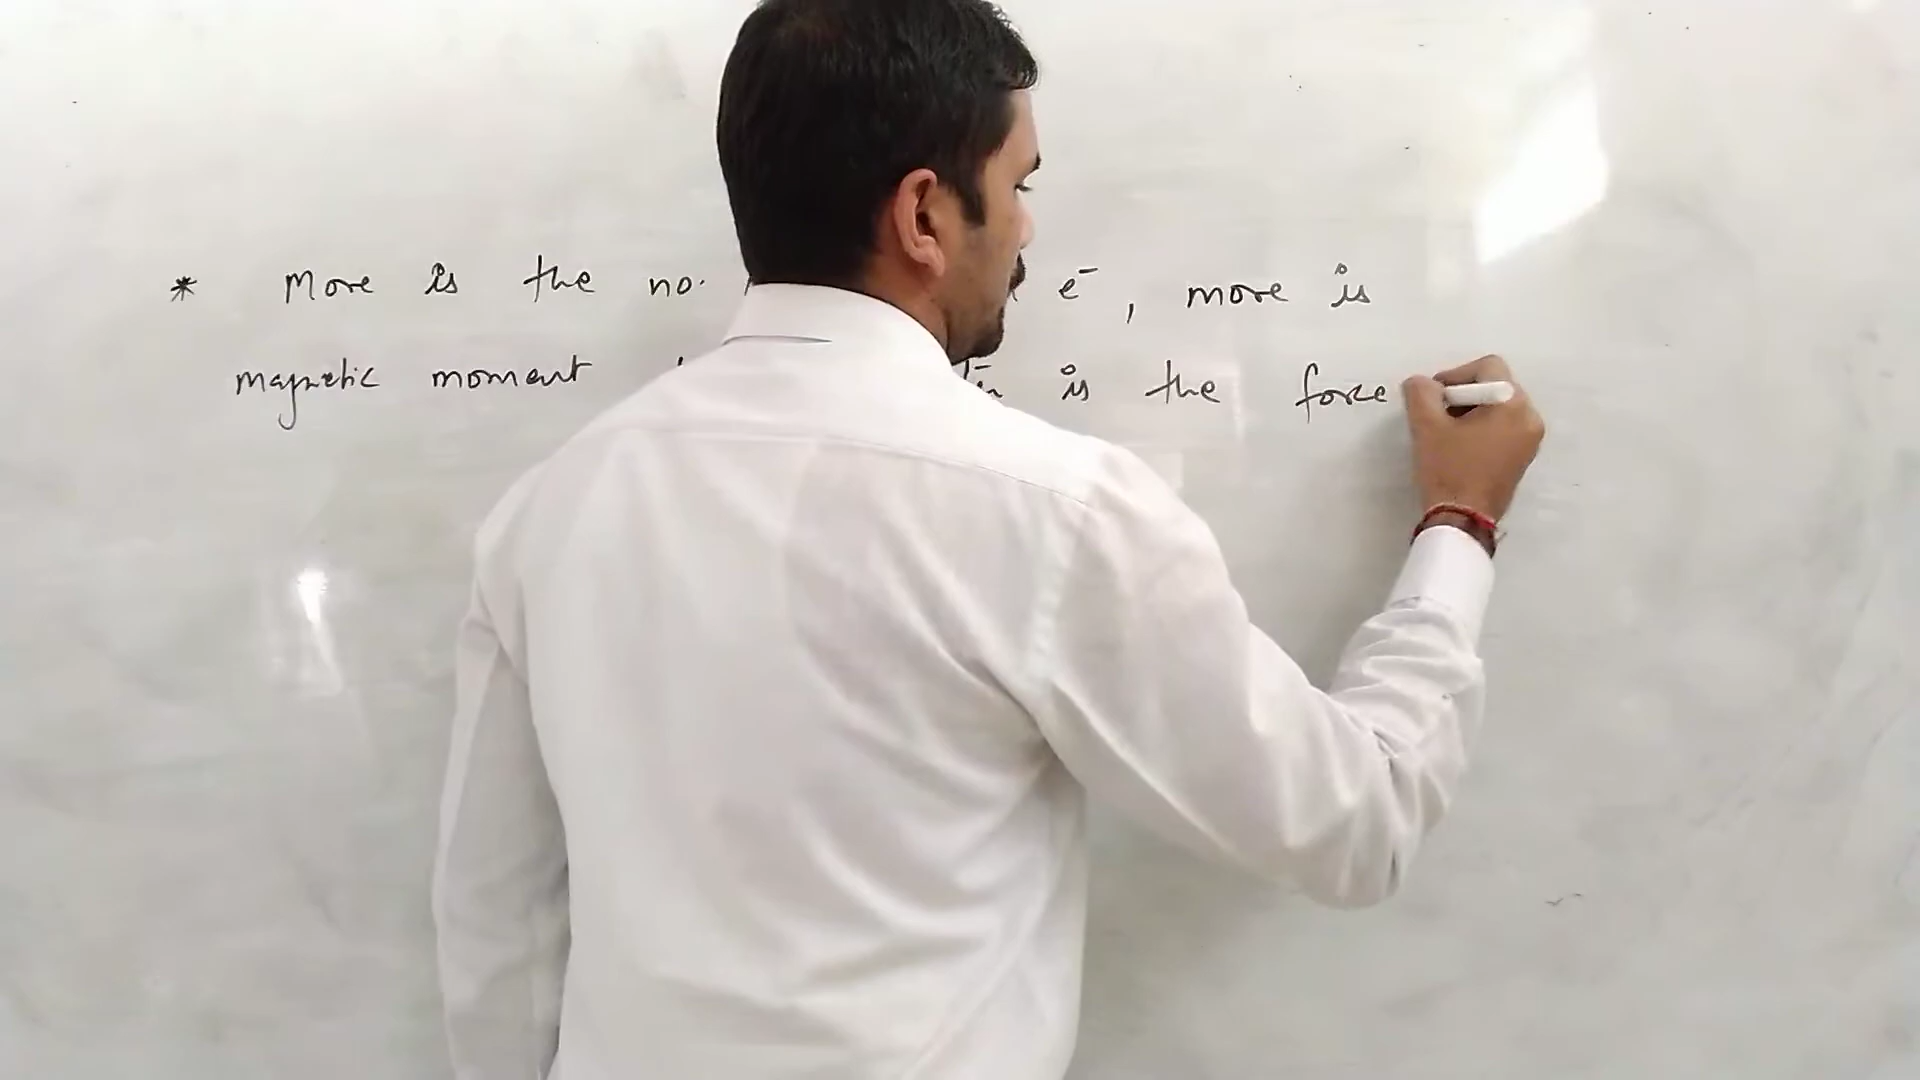 * More is the no. e⁻, more is
magnetic moment is the force